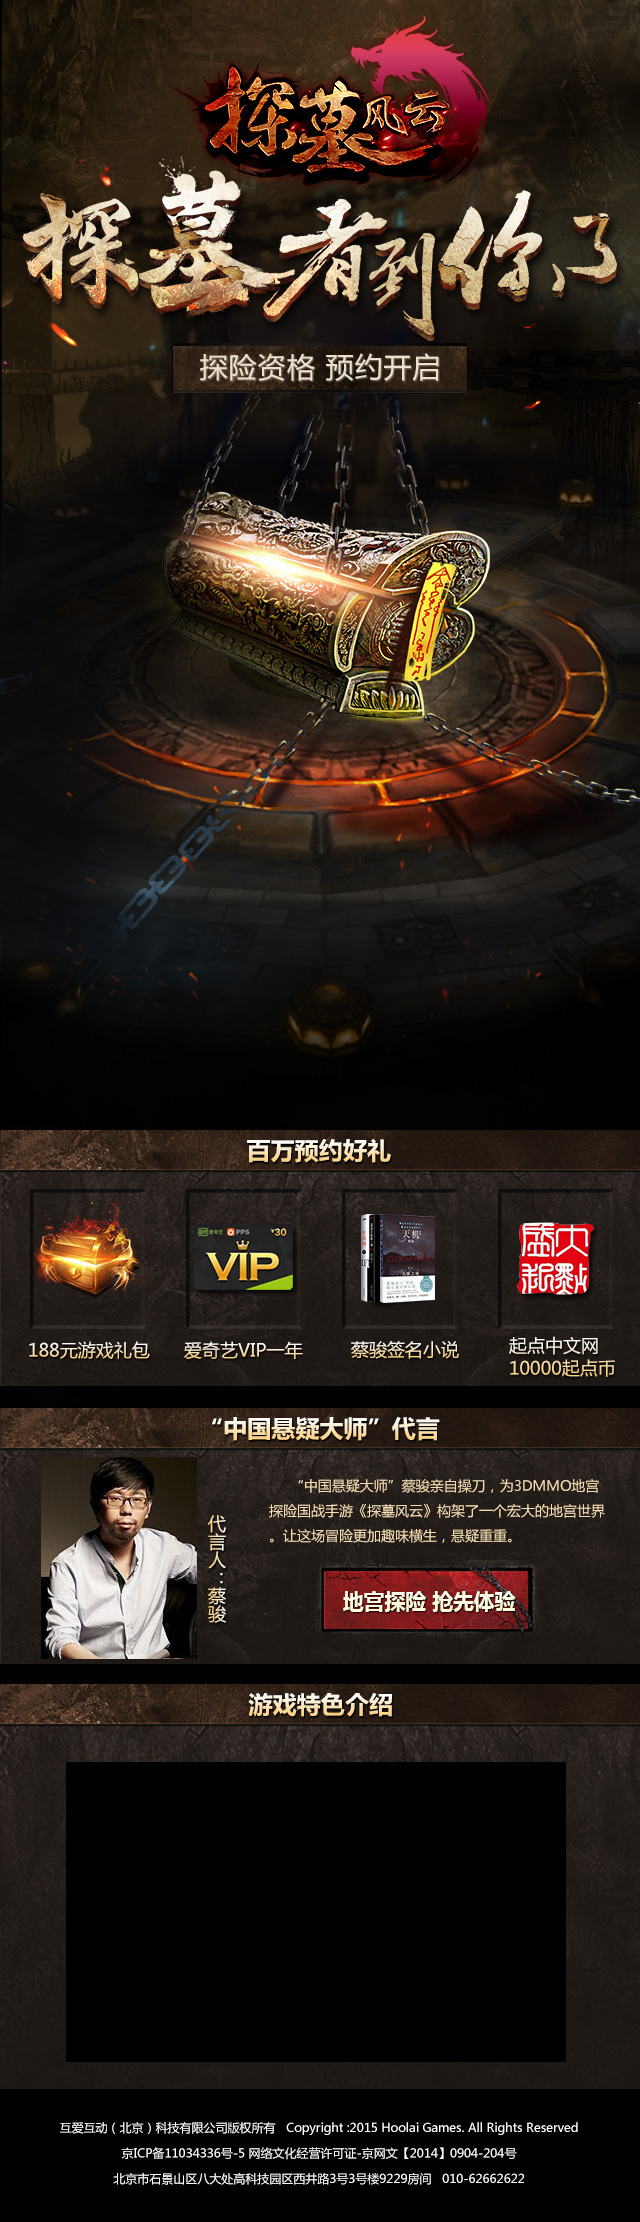 探墓风云
探墓者到你了
探险资格 预约开启
百万预约好礼
爱奇艺 PPS ¥30
VIP
天机
188元游戏礼包
爱奇艺VIP一年
蔡骏签名小说
起点中文网
10000起点币
“中国悬疑大师”代言
代言人：蔡骏
“中国悬疑大师”蔡骏亲自操刀，为3DMMO地宫
探险国战手游《探墓风云》构架了一个宏大的地宫世界
。让这场冒险更加趣味横生，悬疑重重。
地宫探险 抢先体验
游戏特色介绍
互爱互动（北京）科技有限公司版权所有 Copyright :2015 Hoolai Games. All Rights Reserved
京ICP备11034336号-5 网络文化经营许可证-京网文【2014】0904-204号
北京市石景山区八大处高科技园区西井路3号3号楼9229房间 010-62662622